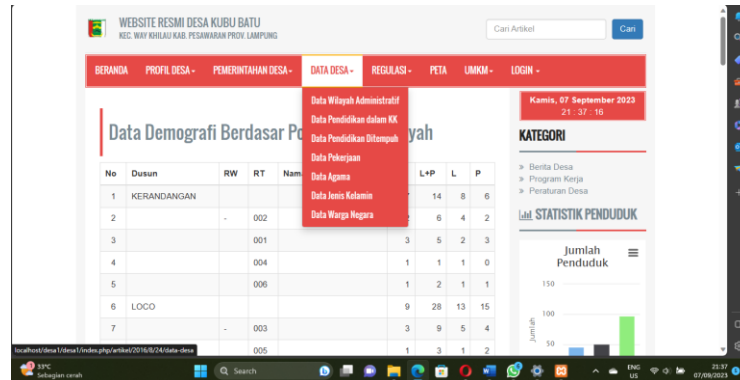 WEBSITE RESMI DESA KUBU BATU
KEC. WAY KHILAU KAB. PESAWARAN PROV. LAMPUNG
Cari Artikel
Cari
BERANDA PROFIL DESA PEMERINTAHAN DESA DATA DESA REGULASI PETA UMKM LOGIN
Data Wilayah Administratif
Data Pendidikan dalam KK
Data Pendidikan Ditempuh
Data Pekerjaan
Data Agama
Data Jenis Kelamin
Data Warga Negara
Kamis, 07 September 2023
21 : 37 : 16
Data Demografi Berdasar Po yah
KATEGORI
» Berita Desa
» Program Kerja
» Peraturan Desa
No Dusun RW RT Nam L+P L P
1 KERANDANGAN 14 8 6
2 - 002 6 4 2
3 001 3 5 2 3
4 004 1 1 1 0
5 006 1 2 1 1
6 LOCO 9 28 13 15
7 - 003 3 9 5 4
005 1 3 1 2
STATISTIK PENDUDUK
Jumlah
Penduduk
150
100
50
Jumlah
localhost/desa1/desa1/index.php/artikel/2016/8/24/data-desa
33°C
Sebagian cerah
Search
ENG
US
21:37
07/09/2023